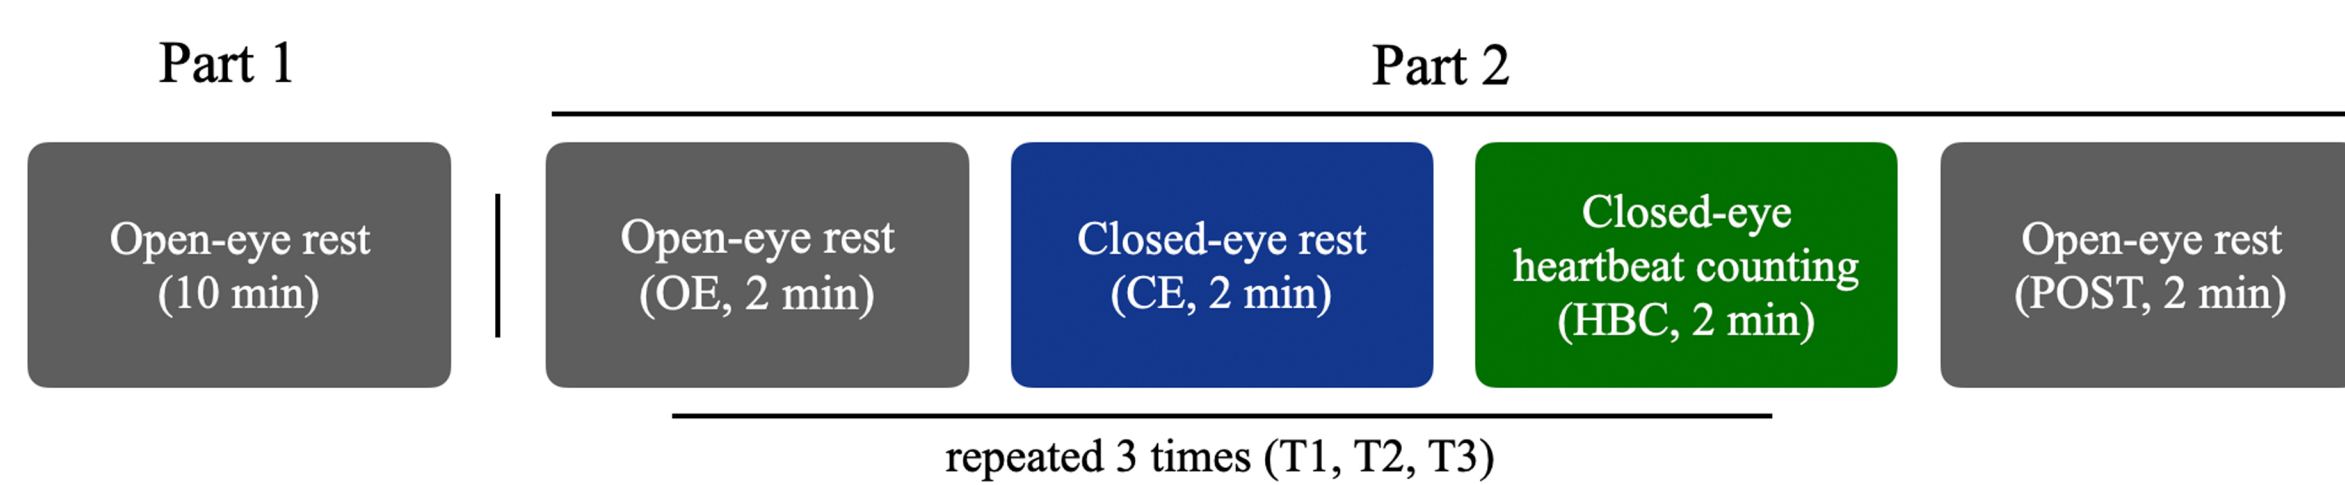 Part 1
Part 2
Open-eye rest
(10 min)
Open-eye rest
(OE, 2 min)
Closed-eye rest
(CE, 2 min)
Closed-eye
heartbeat counting
(HBC, 2 min)
Open-eye rest
(POST, 2 min)
repeated 3 times (T1, T2, T3)